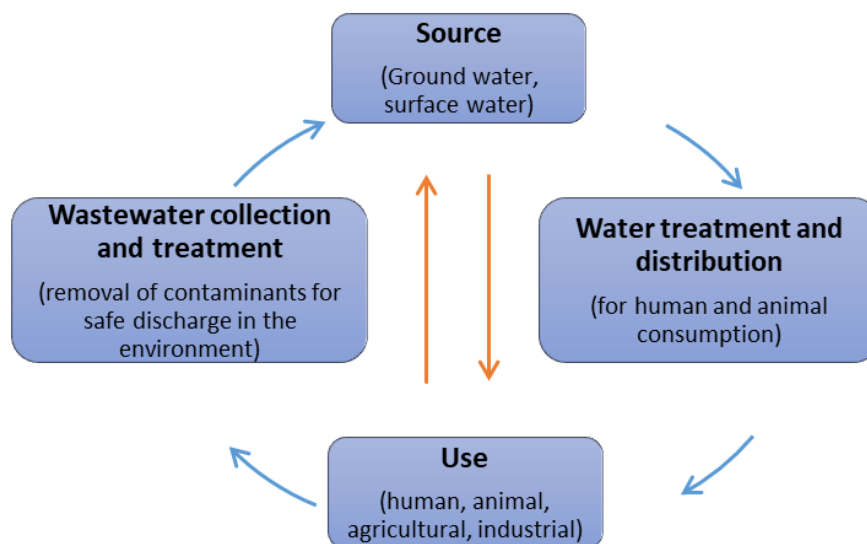 Source
(Ground water,
surface water)
Wastewater collection
and treatment
(removal of contaminants for
safe discharge in the
environment)
Water treatment and
distribution
(for human and animal
consumption)
Use
(human, animal,
agricultural, industrial)